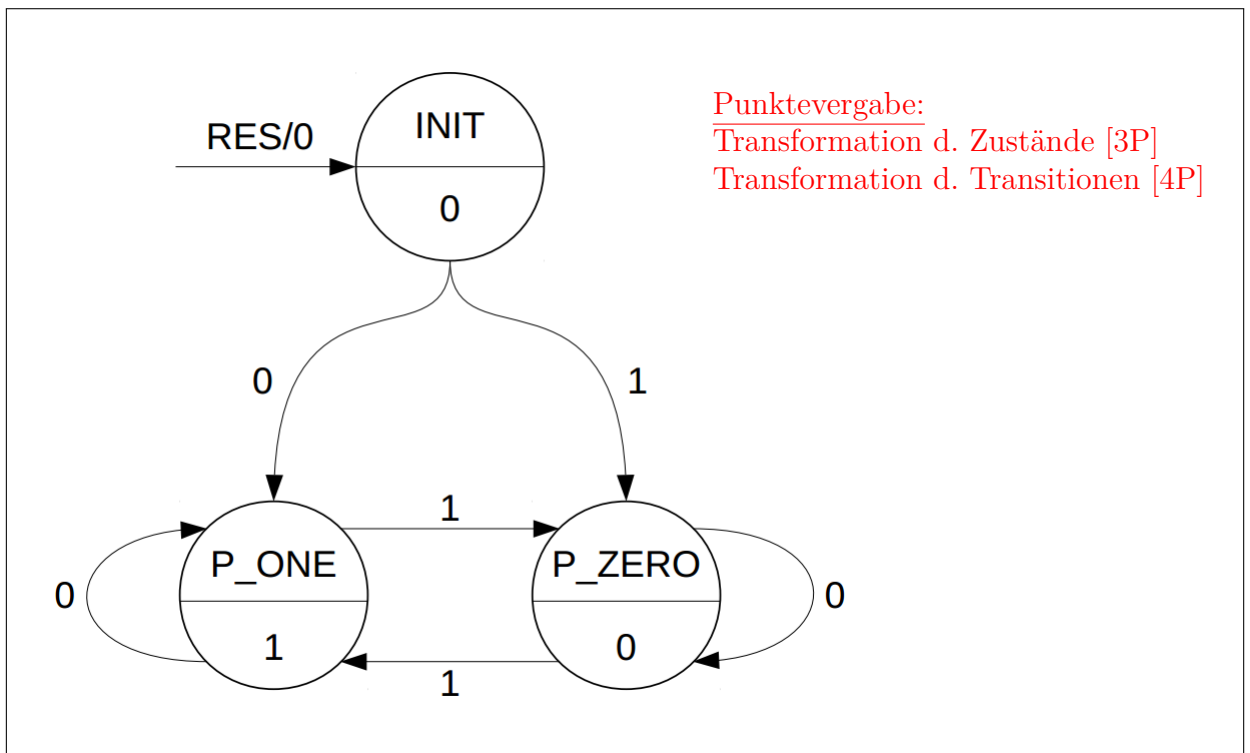 Punktevergabe:
Transformation d. Zustände [3P]
Transformation d. Transitionen [4P]
RES/0
INIT
0
0
1
1
P_ONE
1
P_ZERO
0
0
0
1